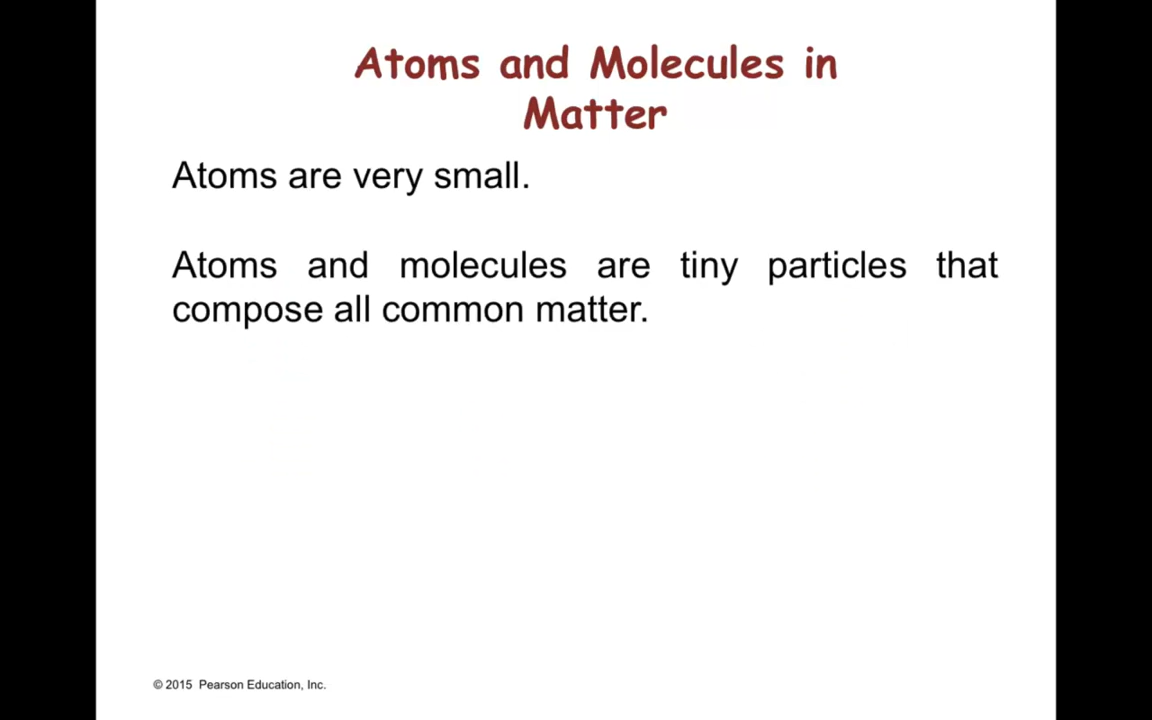 Atoms and Molecules in
Matter
Atoms are very small.
Atoms and molecules are tiny particles that
compose all common matter.
© 2015 Pearson Education, Inc.